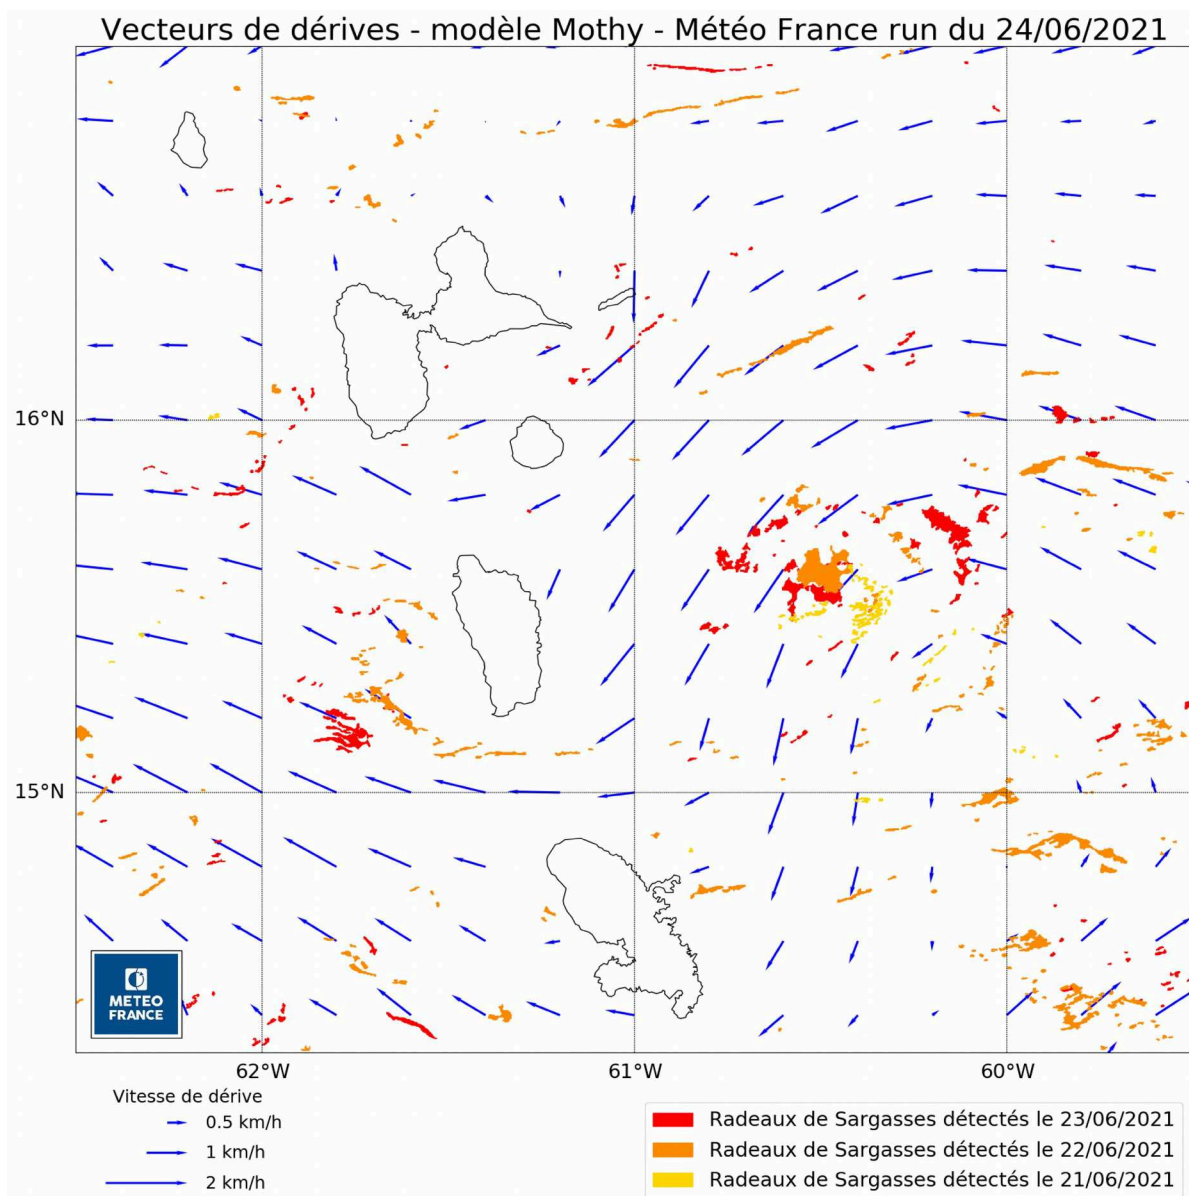 Vecteurs de dérives - modèle Mothy - Météo France run du 24/06/2021
16°N
15°N
METEO
FRANCE
62°W
61°W
60°W
Vitesse de dérive
0.5 km/h
1 km/h
2 km/h
Radeaux de Sargasses détectés le 23/06/2021
Radeaux de Sargasses détectés le 22/06/2021
Radeaux de Sargasses détectés le 21/06/2021